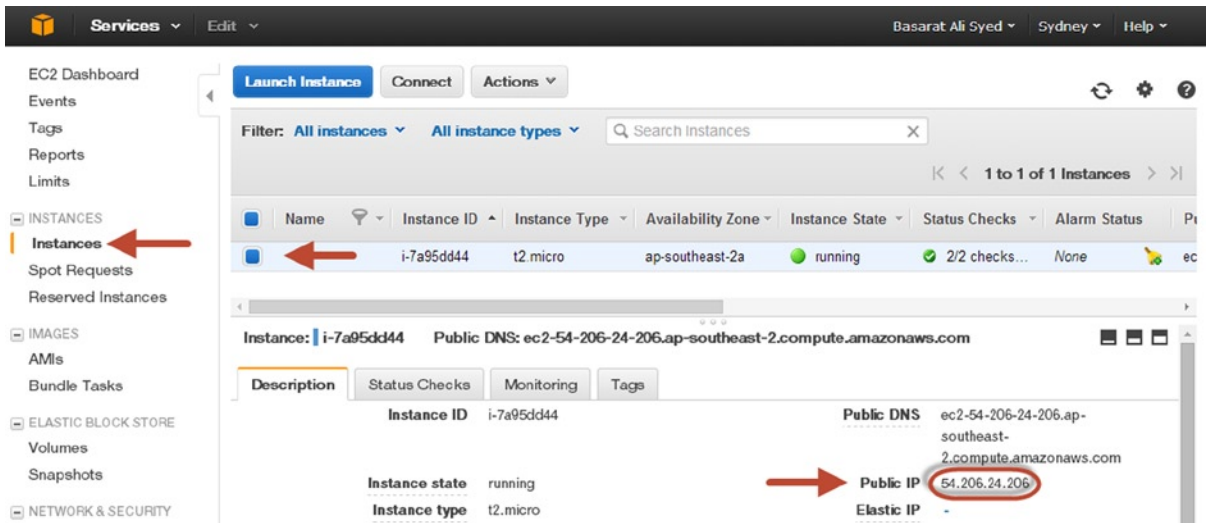 Services Edit Basarat Ali Syed Sydney Help
EC2 Dashboard
Events
Tags
Reports
Limits
INSTANCES
Instances
Spot Requests
Reserved Instances
IMAGES
AMIs
Bundle Tasks
ELASTIC BLOCK STORE
Volumes
Snapshots
NETWORK & SECURITY
Launch Instance Connect Actions
Filter: All instances All instance types Search Instances
1 to 1 of 1 Instances
Name Instance ID Instance Type Availability Zone Instance State Status Checks Alarm Status
i-7a95dd44 t2.micro ap-southeast-2a running 2/2 checks... None ec
Instance: i-7a95dd44 Public DNS: ec2-54-206-24-206.ap-southeast-2.compute.amazonaws.com
Description Status Checks Monitoring Tags
Instance ID i-7a95dd44 Public DNS ec2-54-206-24-206.ap-
southeast-
2.compute.amazonaws.com
Instance state running Public IP 54.206.24.206
Instance type t2.micro Elastic IP -